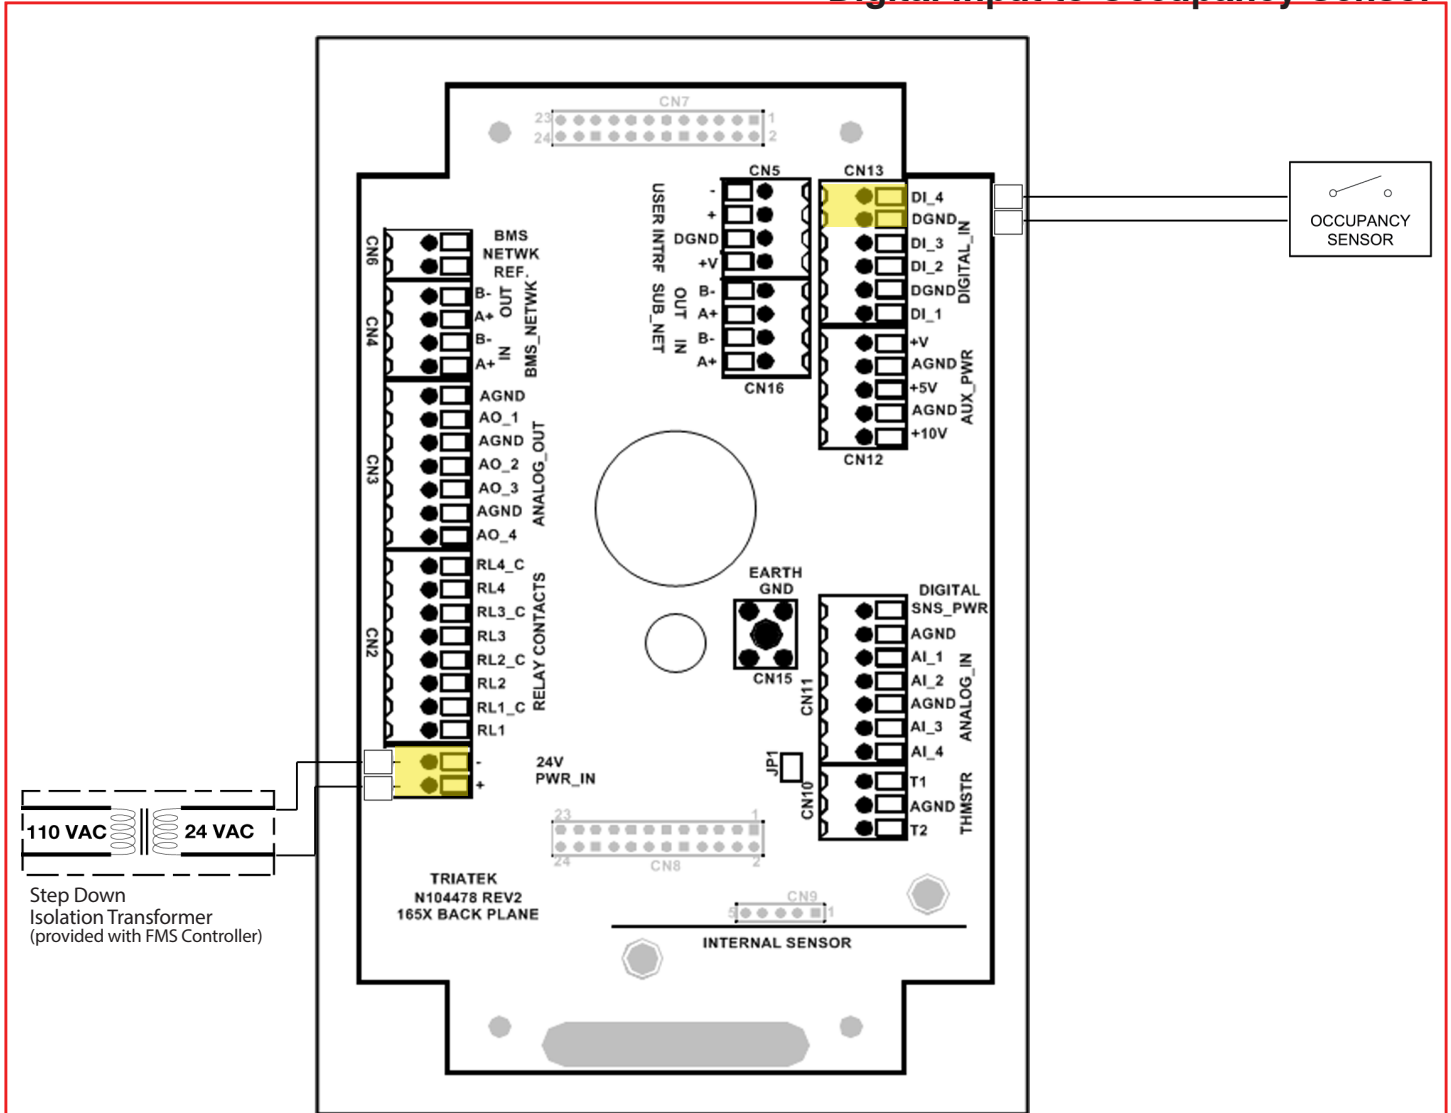 Digital Input to Occupancy Sensor
CN7
23
1
24
2
CN5
CN13
-
+
DGND
+V
USER INTRF
B-
A+
B-
A+
OUT
IN
SUB_NET
CN16
DI_4
DGND
DI_3
DI_2
DGND
DI_1
DIGITAL_IN
+V
AGND
+5V
AGND
+10V
AUX_PWR
CN12
OCCUPANCY
SENSOR
CN6
BMS
NETWK
REF.
CN4
B-
A+
B-
A+
OUT
IN
BMS_NETWK
CN3
AGND
AO_1
AGND
AO_2
AO_3
AGND
AO_4
ANALOG_OUT
CN2
RL4_C
RL4
RL3_C
RL3
RL2_C
RL2
RL1_C
RL1
RELAY CONTACTS
-
+
24V
PWR_IN
EARTH
GND
CN15
DIGITAL
SNS_PWR
AGND
AI_1
AI_2
AGND
AI_3
AI_4
CN11
ANALOG_IN
JP1
CN10
T1
AGND
T2
THMSTR
110 VAC
24 VAC
Step Down
Isolation Transformer
(provided with FMS Controller)
23
1
24
2
CN8
TRIATEK
N104478 REV2
165X BACK PLANE
CN9
5
1
INTERNAL SENSOR